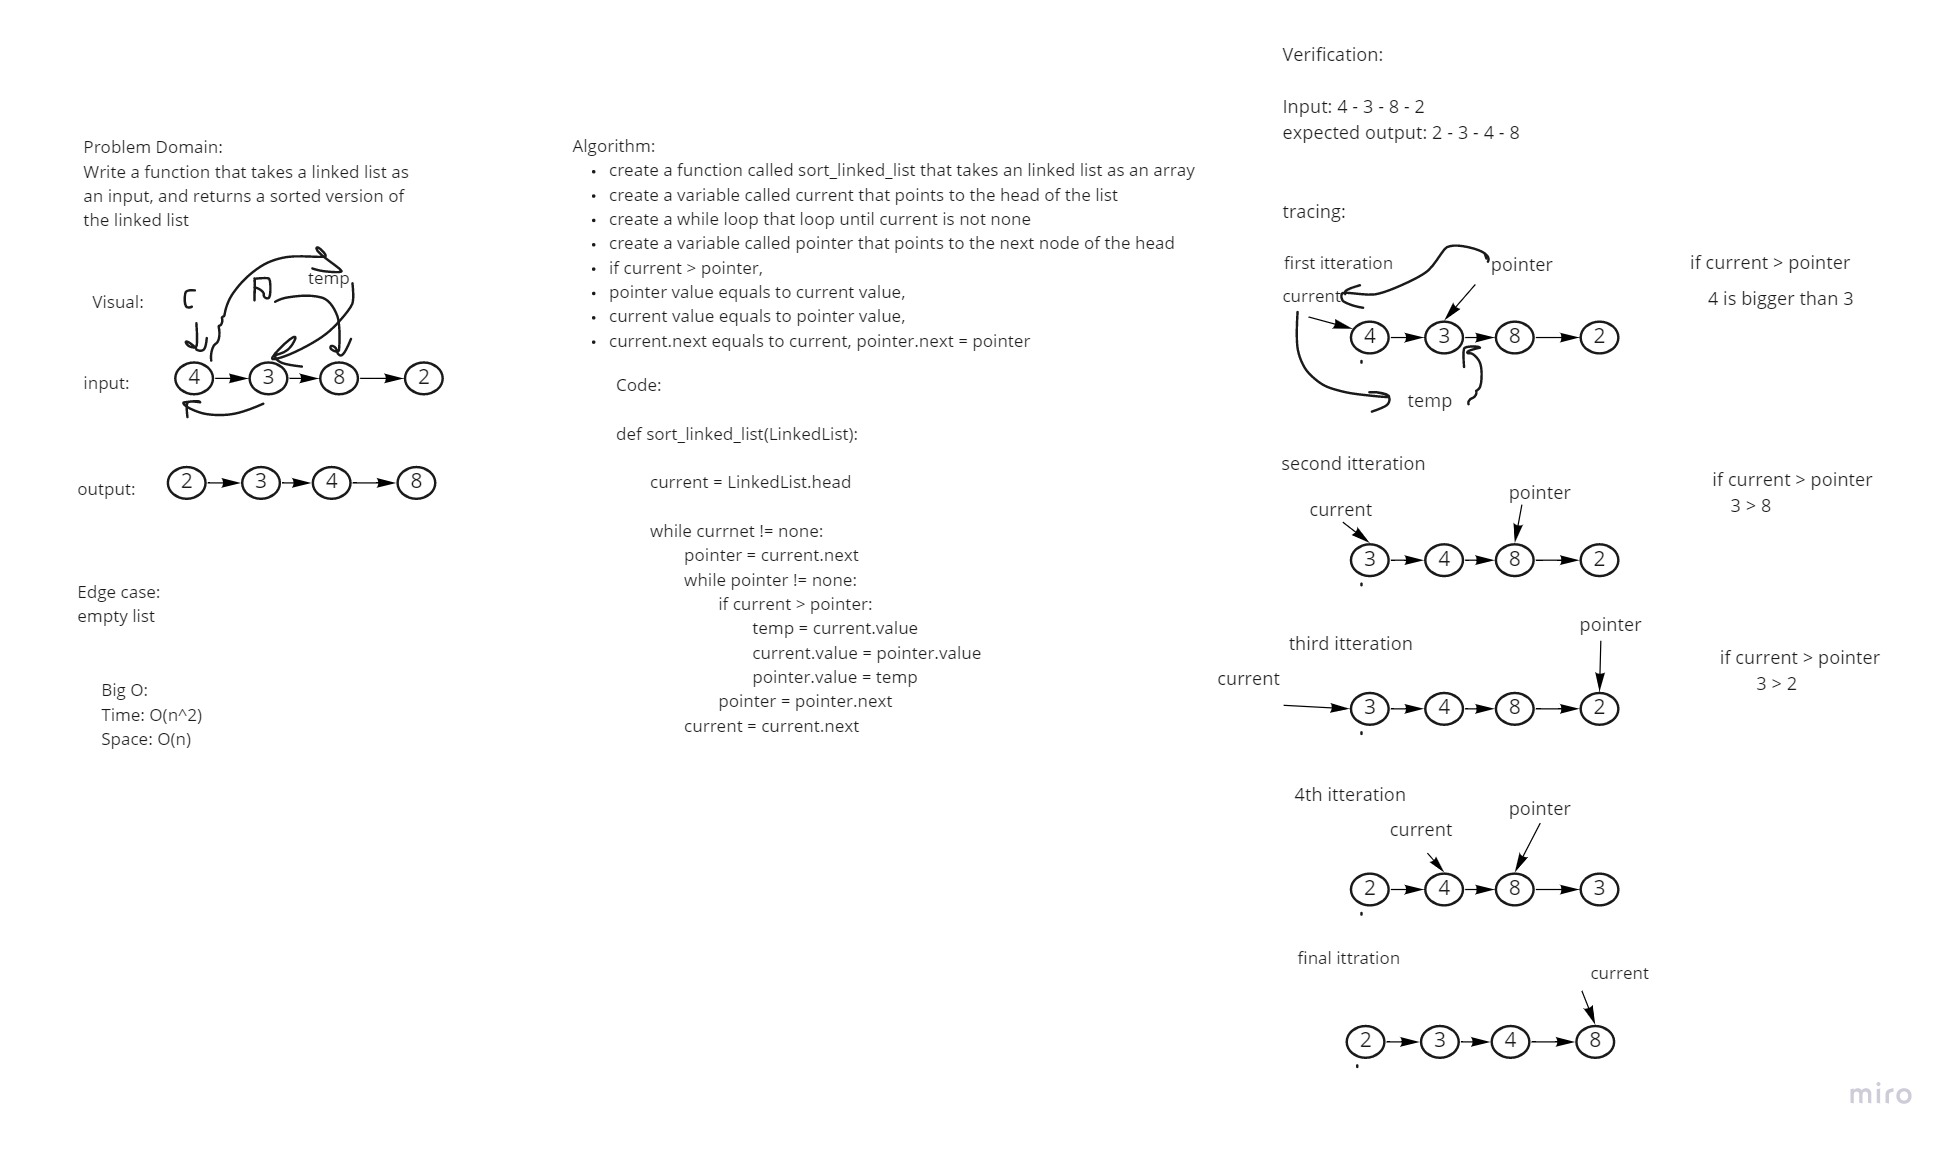 Problem Domain:
Write a function that takes a linked list as
an input, and returns a sorted version of
the linked list
temp
Visual:
C
P
input:
4
3
8
2
output:
2
3
4
8
Edge case:
empty list
Big O:
Time: O(n^2)
Space: O(n)
Algorithm:
• create a function called sort_linked_list that takes an linked list as an array
• create a variable called current that points to the head of the list
• create a while loop that loop until current is not none
• create a variable called pointer that points to the next node of the head
• if current > pointer,
• pointer value equals to current value,
• current value equals to pointer value,
• current.next equals to current, pointer.next = pointer
Code:
def sort_linked_list(LinkedList):
current = LinkedList.head
while currnet != none:
pointer = current.next
while pointer != none:
if current > pointer:
temp = current.value
current.value = pointer.value
pointer.value = temp
pointer = pointer.next
current = current.next
Verification:
Input: 4 - 3 - 8 - 2
expected output: 2 - 3 - 4 - 8
tracing:
first itteration
pointer
if current > pointer
current
4 is bigger than 3
4
3
8
2
temp
second itteration
pointer
if current > pointer
current
3 > 8
3
4
8
2
pointer
third itteration
if current > pointer
current
3 > 2
3
4
8
2
4th itteration
pointer
current
2
4
8
3
final ittration
current
2
3
4
8
miro